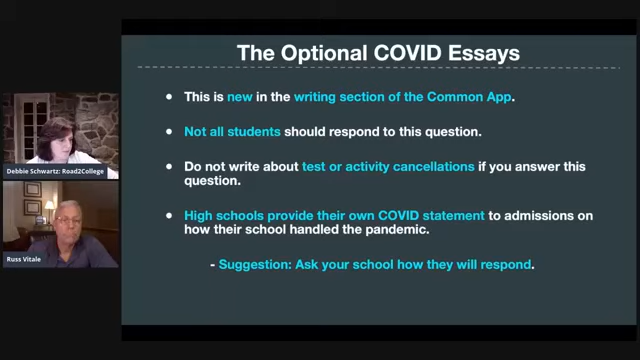 The Optional COVID Essays
• This is new in the writing section of the Common App.
• Not all students should respond to this question.
• Do not write about test or activity cancellations if you answer this
question.
• High schools provide their own COVID statement to admissions on
how their school handled the pandemic.
- Suggestion: Ask your school how they will respond.
Debbie Schwartz: Road2College
Russ Vitale